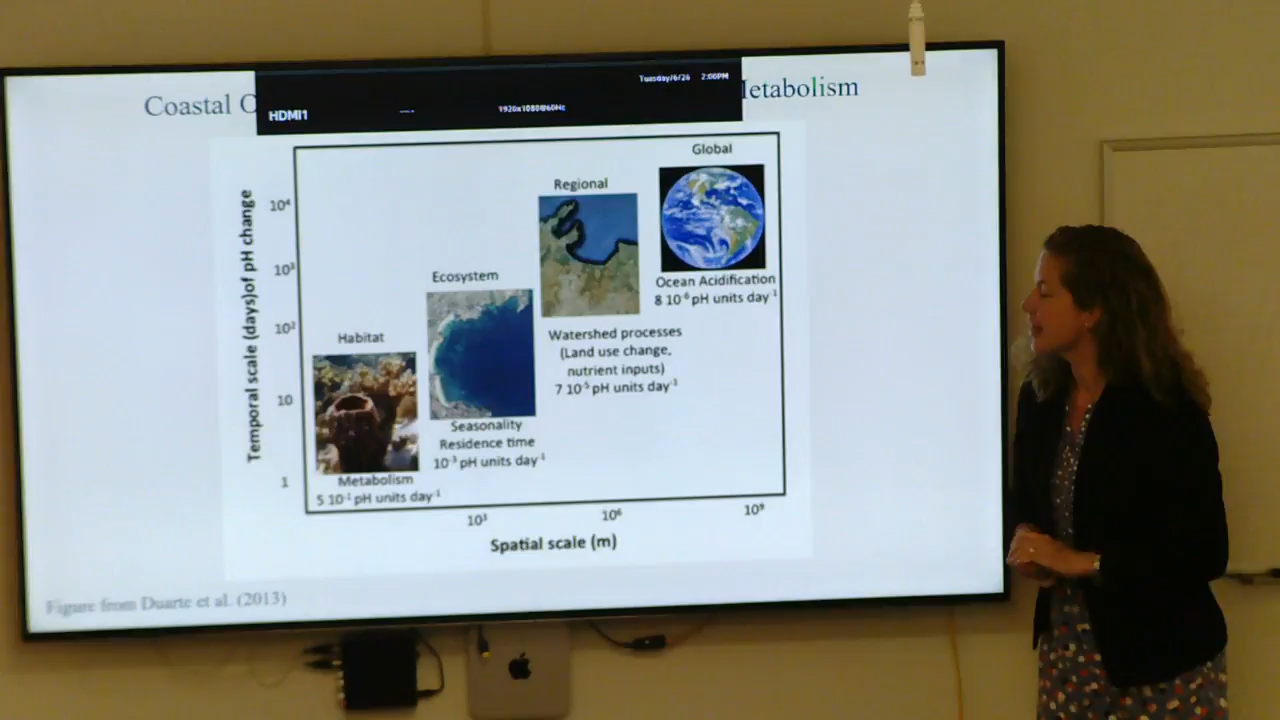 Tuesday/6/26 2:00PM
HDMI1 1920x1080@60Hz
Coastal O
Metabolism
Global
Regional
Ecosystem
Habitat
Temporal scale (days)of pH change
10⁴
10³
10²
10
1
Ocean Acidification
8 10⁻⁶ pH units day⁻¹
Watershed processes
(Land use change,
nutrient inputs)
7 10⁻⁵ pH units day⁻¹
Seasonality
Residence time
10⁻³ pH units day⁻¹
Metabolism
5 10⁻¹ pH units day⁻¹
10³ 10⁶ 10⁹
Spatial scale (m)
Figure from Duarte et al. (2013)